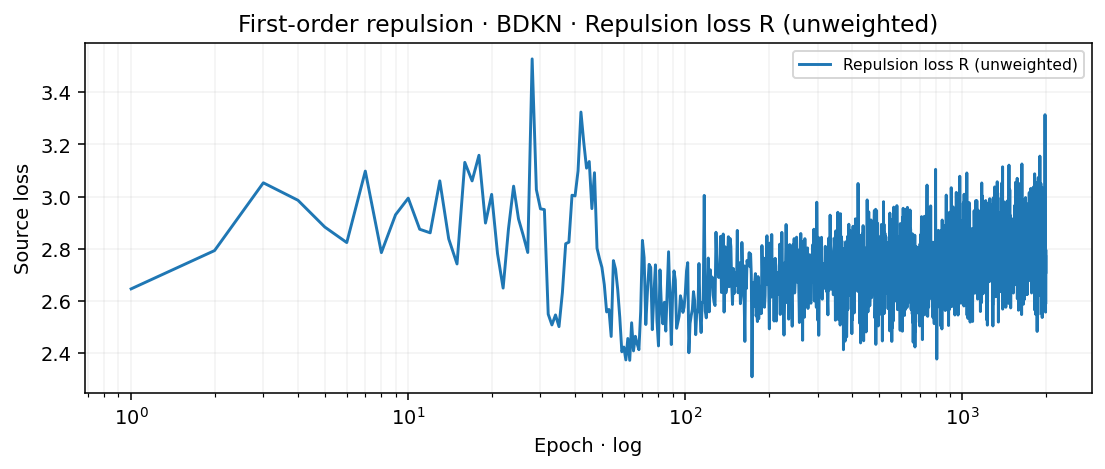 First-order repulsion · BDKN · Repulsion loss R (unweighted)
Repulsion loss R (unweighted)
Source loss
3.4
3.2
3.0
2.8
2.6
2.4
10⁰
10¹
10²
10³
Epoch · log